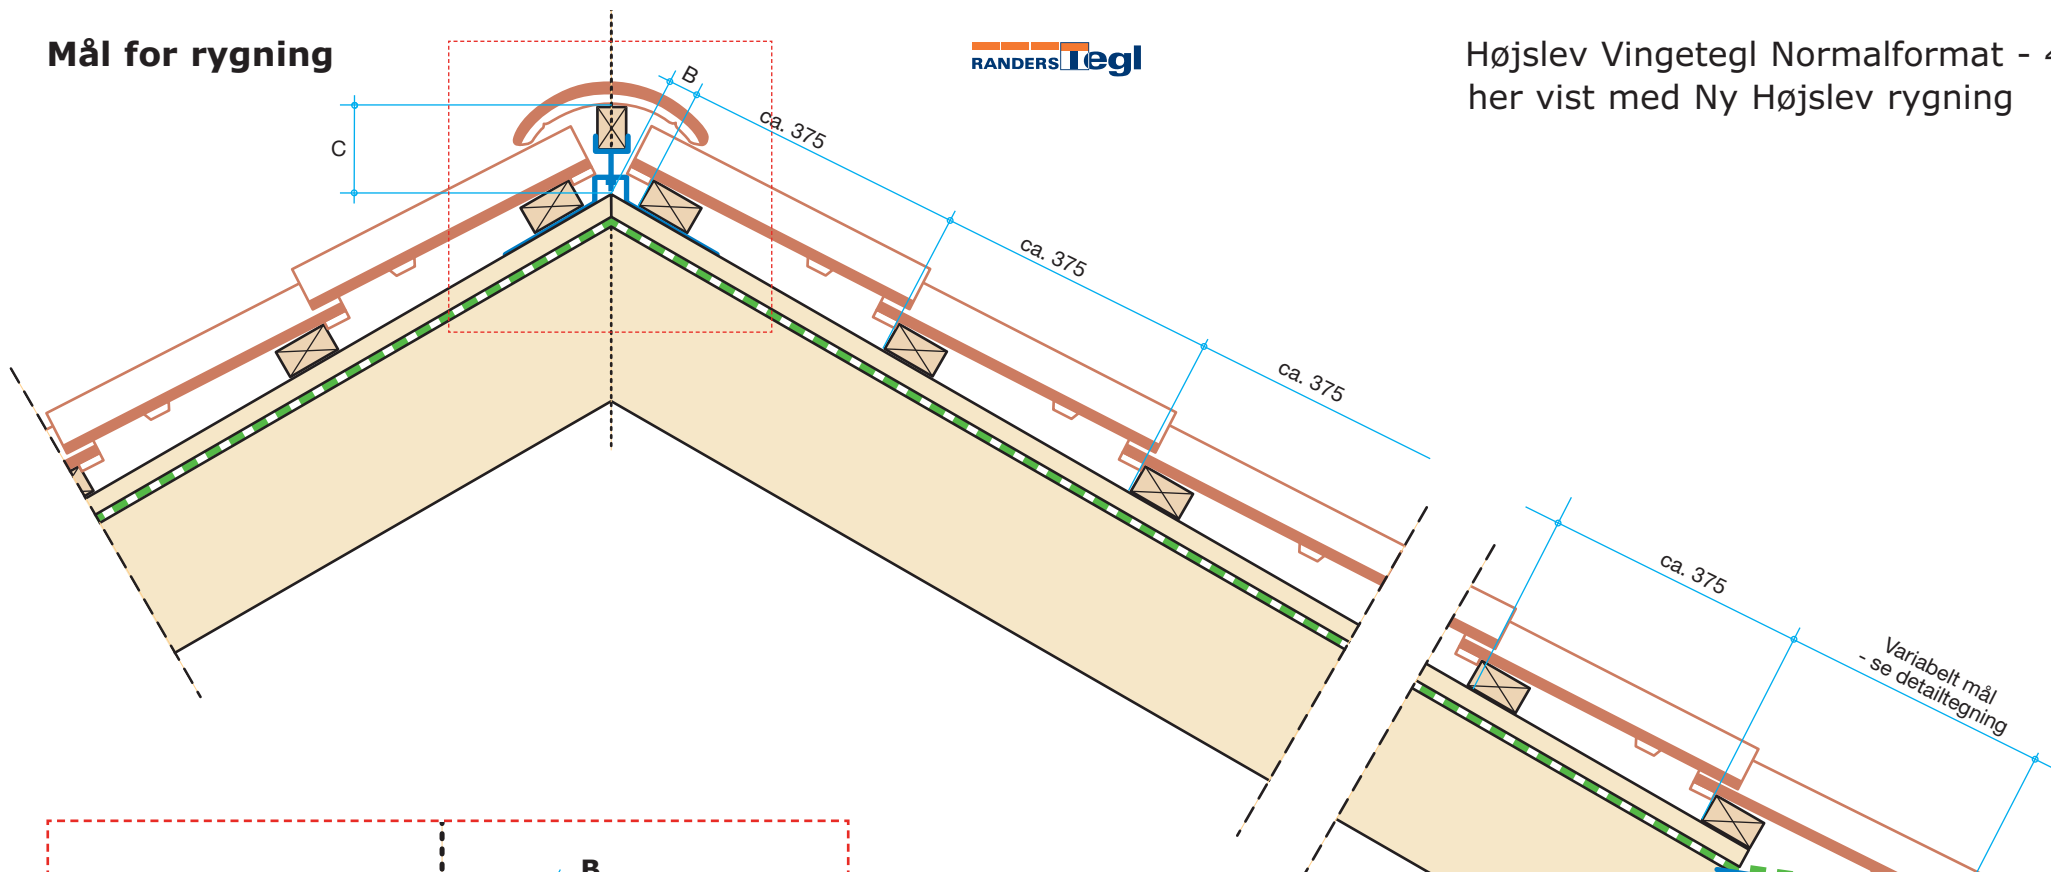 Mål for rygning
RANDERS Tegl
Højslev Vingetegl Normalformat - 4
her vist med Ny Højslev rygning
B
C
ca. 375
ca. 375
ca. 375
ca. 375
Variabelt mål
- se detailtegning
B